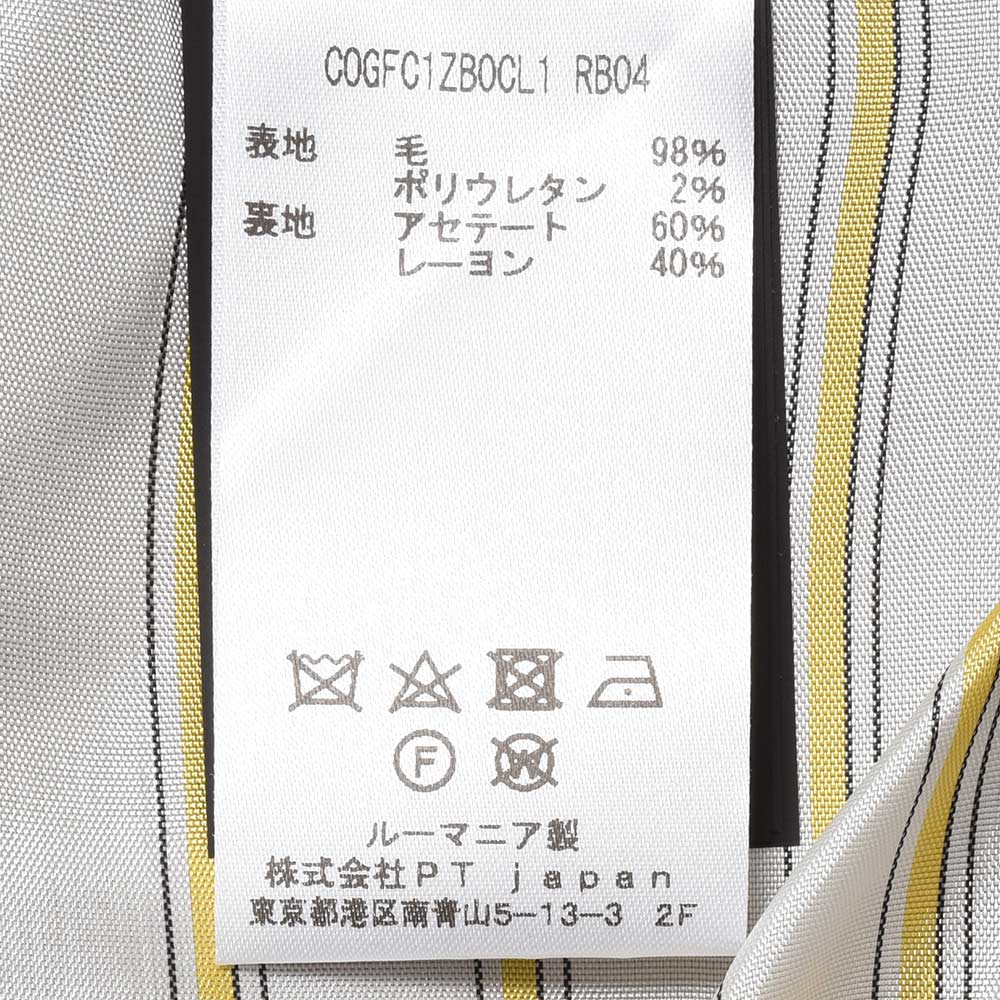 COGFC1ZB0CL1 RB04
表地 毛 98%
ポリウレタン 2%
裏地 アセテート 60%
レーヨン 40%
F W
ルーマニア製
株式会社PT japan
東京都港区南青山5-13-3 2F